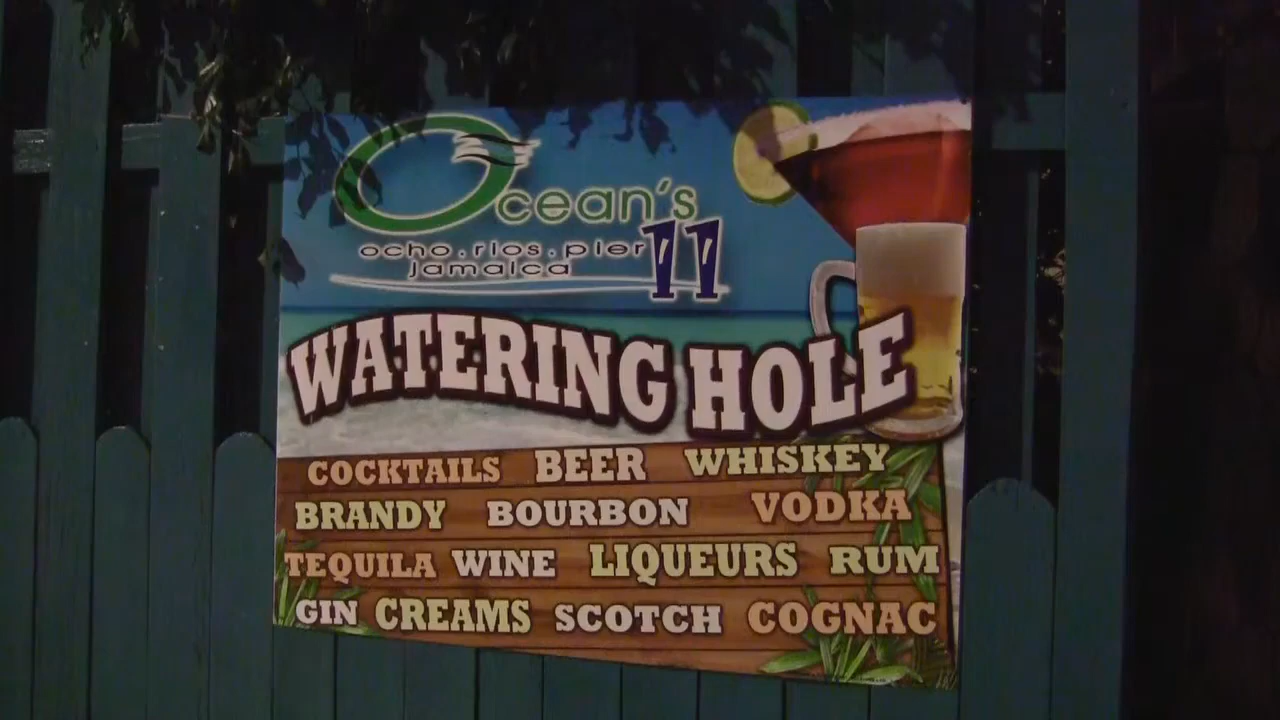 Ocean's
11
ocho.rios.pier
jamaica
WATERING HOLE
COCKTAILS BEER WHISKEY
BRANDY BOURBON VODKA
TEQUILA WINE LIQUEURS RUM
GIN CREAMS SCOTCH COGNAC